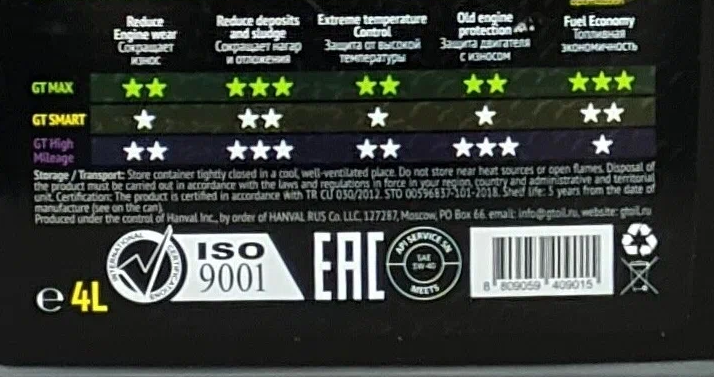 Reduce Engine wear Сокращает износ
Reduce deposits and sludge Сокращает нагар и отложения
Extreme temperature Control Защита от высокой температуры
Old engine protection Защита двигателя с износом
Fuel Economy Топливная экономичность
GT MAX ★★ ★★★ ★★ ★★ ★★★
GT SMART ★ ★★ ★ ★ ★★
GT High Mileage ★★ ★★★ ★★ ★★★ ★
Storage / Transport: Store container tightly closed in a cool, well-ventilated place. Do not store near heat sources or open flames. Disposal of
the product must be carried out in accordance with the laws and regulations in force in your region, country and administrative and territorial
unit. Certification: The product is certified in accordance with TR CU 030/2012. STO 00596837-101-2018. Shelf life: 5 years from the date of
manufacture (see on the can).
Produced under the control of Hanval Inc., by order of HANVAL RUS Co. LLC, 127287, Moscow, PO Box 66. email: info@gtoil.ru, website: gtoil.ru
INTERNATIONAL CERTIFICATIONS
ISO
9001
EAC
API SERVICE SN
SAE
5W-40
MEETS
8 809059 409015
e 4L